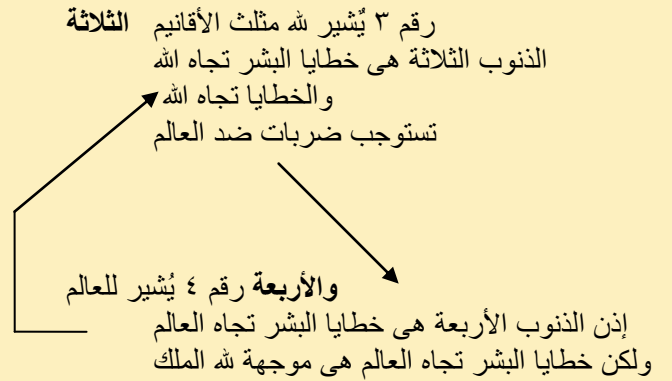 الثلاثة رقم ٣ يُشير لله مثلث الأقانيم
الذنوب الثلاثة هى خطايا البشر تجاه الله
والخطايا تجاه الله
تستوجب ضربات ضد العالم
والأربعة رقم ٤ يُشير للعالم
إذن الذنوب الأربعة هى خطايا البشر تجاه العالم
ولكن خطايا البشر تجاه العالم هى موجهة لله الملك